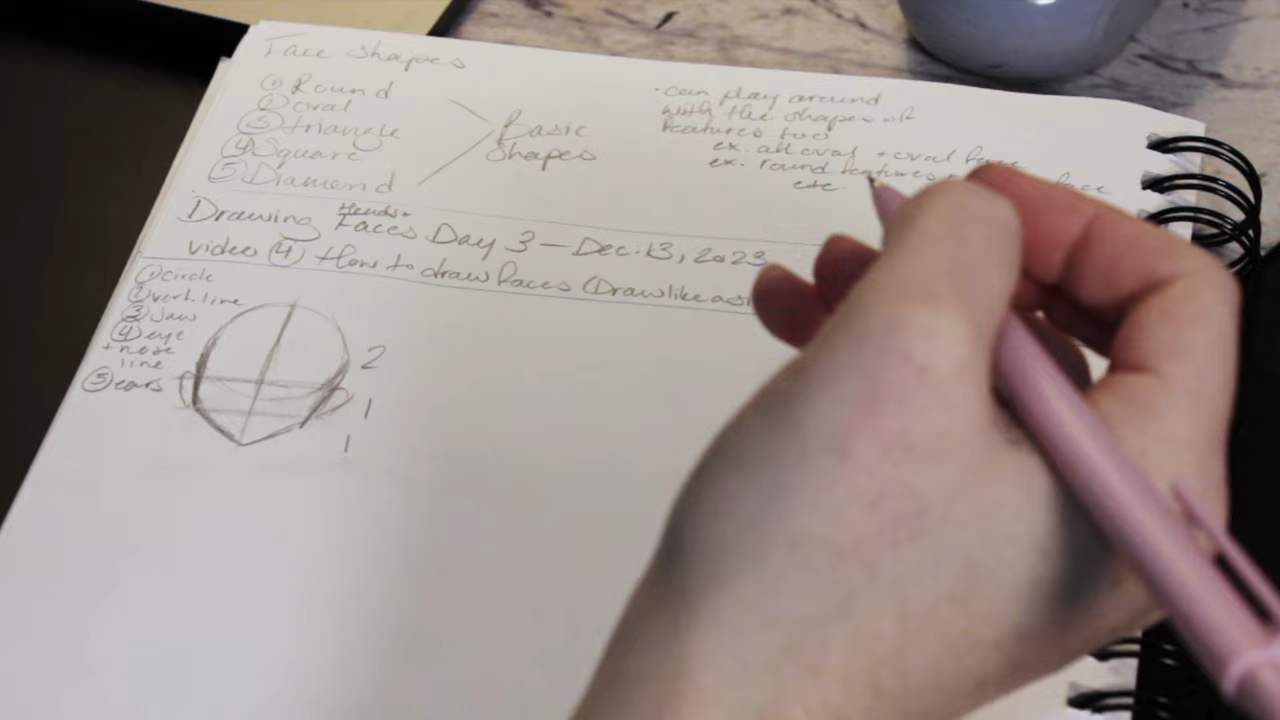 Face Shapes
① Round
② oval
③ triangle
④ Square
⑤ Diamond
Basic
Shapes
· can play around
with the shapes of
features too
ex. all oval + oval face
ex. round features face
etc
Drawing Heads + Faces Day 3 — Dec. 13, 2023
video ④ How to draw faces (Draw like a
① circle
② vert. line
③ Jaw
④ eye
+ nose
line
⑤ ears
2
1
1